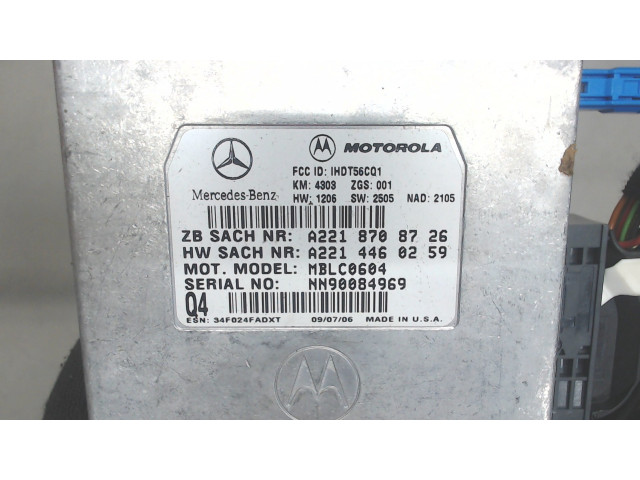 MOTOROLA
FCC ID: IHDT56CQ1
Mercedes-Benz
KM: 4303 ZGS: 001
HW: 1206 SW: 2505 NAD: 2105
ZB SACH NR: A221 870 87 26
HW SACH NR: A221 446 02 59
MOT. MODEL: MBLC0604
SERIAL NO: NN90084969
Q4
ESN: 34F024FADXT 09/07/06 MADE IN U.S.A.